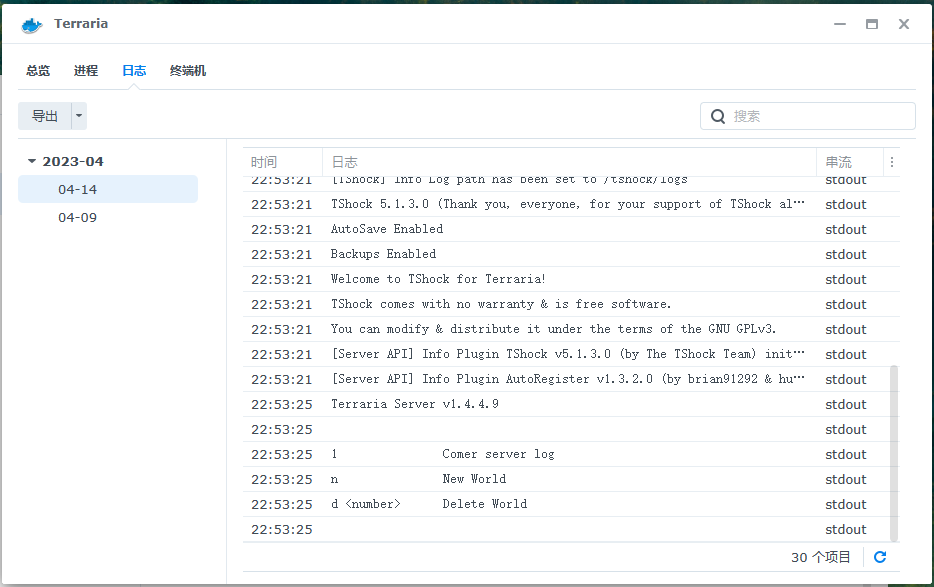 Terraria
总览 进程 日志 终端机
导出 搜索
2023-04
04-14
04-09
时间 日志 串流
22:53:21 [TShock] Info Log path has been set to /tshock/logs stdout
22:53:21 TShock 5.1.3.0 (Thank you, everyone, for your support of TShock al··· stdout
22:53:21 AutoSave Enabled stdout
22:53:21 Backups Enabled stdout
22:53:21 Welcome to TShock for Terraria! stdout
22:53:21 TShock comes with no warranty & is free software. stdout
22:53:21 You can modify & distribute it under the terms of the GNU GPLv3. stdout
22:53:21 [Server API] Info Plugin TShock v5.1.3.0 (by The TShock Team) init··· stdout
22:53:21 [Server API] Info Plugin AutoRegister v1.3.2.0 (by brian91292 & hu··· stdout
22:53:25 Terraria Server v1.4.4.9 stdout
22:53:25 stdout
22:53:25 1 Comer server log stdout
22:53:25 n New World stdout
22:53:25 d <number> Delete World stdout
22:53:25 stdout
30 个项目